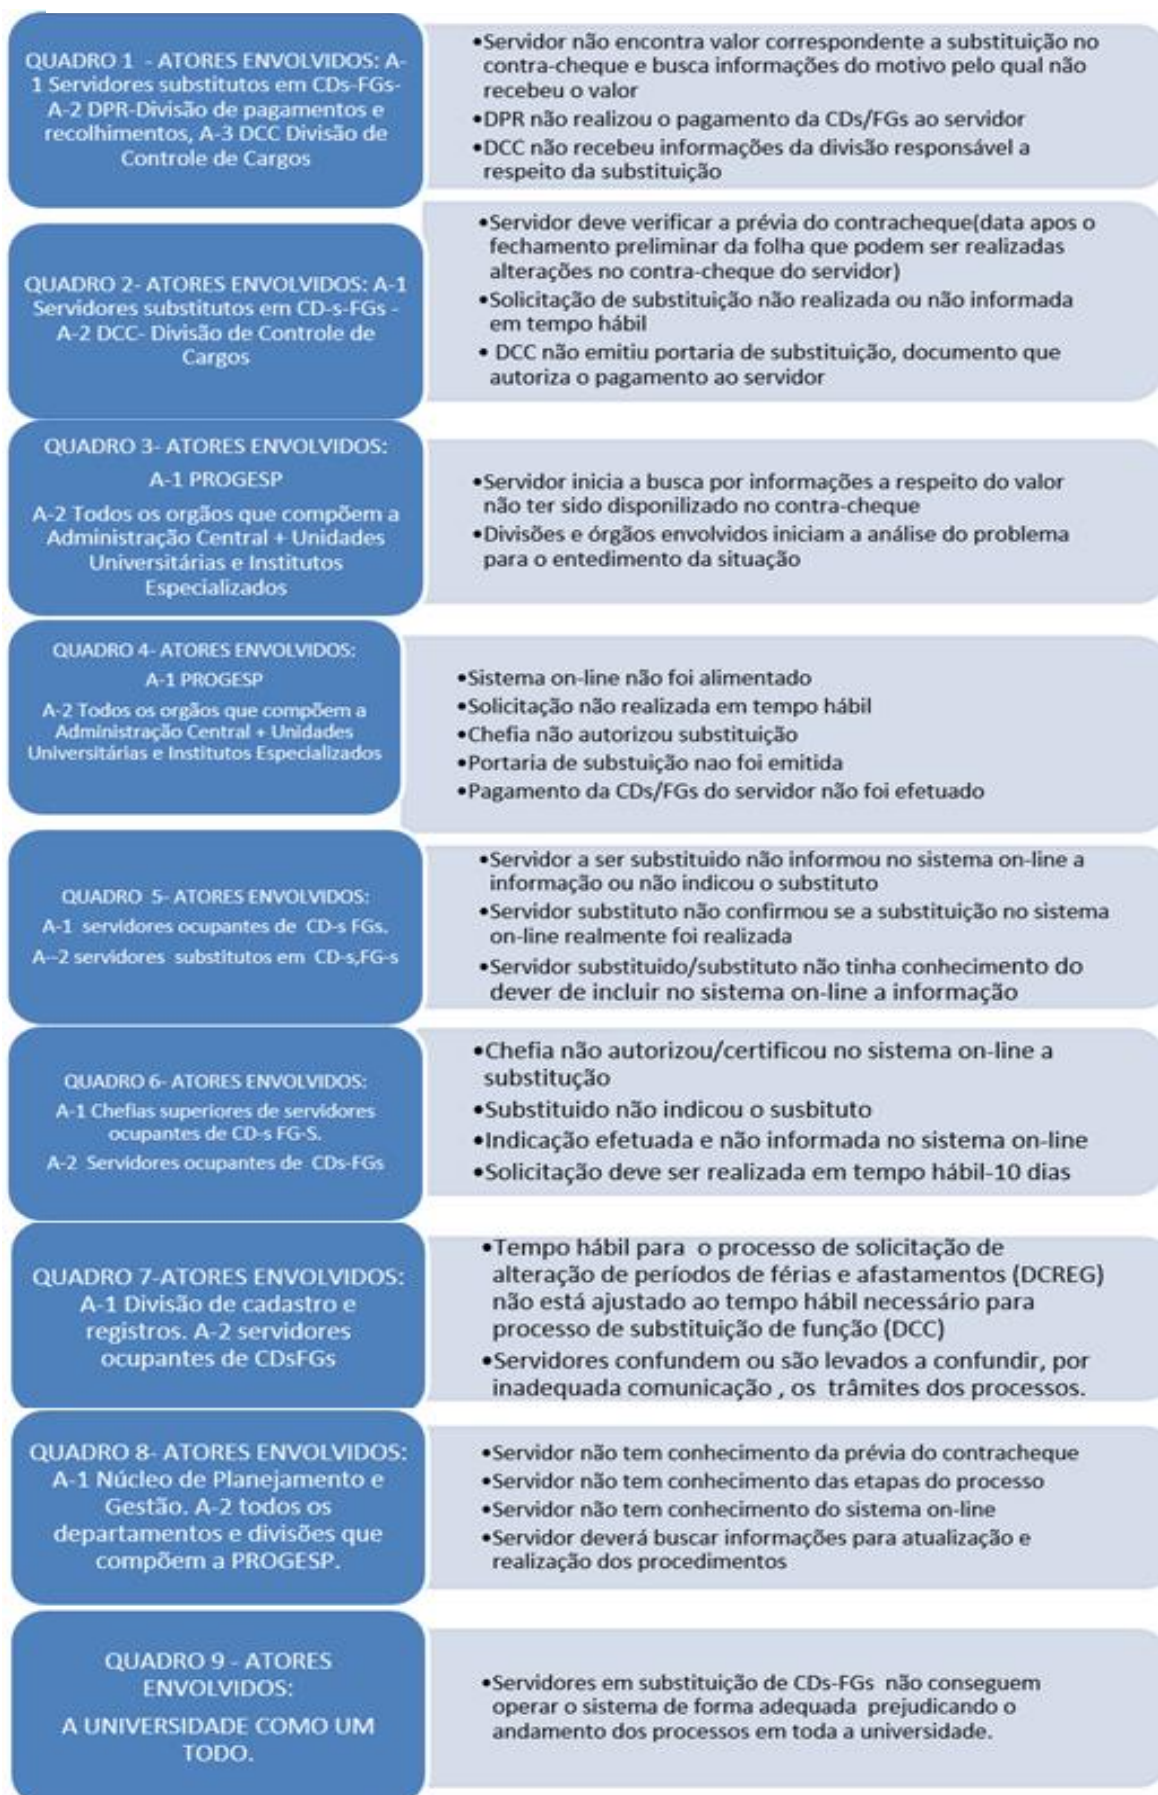 QUADRO 1 - ATORES ENVOLVIDOS: A-
1 Servidores substitutos em CDs-FGs-
A-2 DPR-Divisão de pagamentos e
recolhimentos, A-3 DCC Divisão de
Controle de Cargos
•Servidor não encontra valor correspondente a substituição no
contra-cheque e busca informações do motivo pelo qual não
recebeu o valor
•DPR não realizou o pagamento da CDs/FGs ao servidor
•DCC não recebeu informações da divisão responsável a
respeito da substituição
QUADRO 2- ATORES ENVOLVIDOS: A-1
Servidores substitutos em CD-s-FGs -
A-2 DCC- Divisão de Controle de
Cargos
•Servidor deve verificar a prévia do contracheque(data apos o
fechamento preliminar da folha que podem ser realizadas
alterações no contra-cheque do servidor)
•Solicitação de substituição não realizada ou não informada
em tempo hábil
• DCC não emitiu portaria de substituição, documento que
autoriza o pagamento ao servidor
QUADRO 3- ATORES ENVOLVIDOS:
A-1 PROGESP
A-2 Todos os orgãos que compõem a
Administração Central + Unidades
Universitárias e Institutos
Especializados
•Servidor inicia a busca por informações a respeito do valor
não ter sido disponilizado no contra-cheque
•Divisões e órgãos envolvidos iniciam a análise do problema
para o entedimento da situação
QUADRO 4- ATORES ENVOLVIDOS:
A-1 PROGESP
A-2 Todos os orgãos que compõem a
Administração Central + Unidades
Universitárias e Institutos Especializados
•Sistema on-line não foi alimentado
•Solicitação não realizada em tempo hábil
•Chefia não autorizou substituição
•Portaria de substuição nao foi emitida
•Pagamento da CDs/FGs do servidor não foi efetuado
QUADRO 5- ATORES ENVOLVIDOS:
A-1 servidores ocupantes de CD-s FGs.
A--2 servidores substitutos em CD-s,FG-s
•Servidor a ser substituido não informou no sistema on-line a
informação ou não indicou o substituto
•Servidor substituto não confirmou se a substituição no sistema
on-line realmente foi realizada
•Servidor substituido/substituto não tinha conhecimento do
dever de incluir no sistema on-line a informação
QUADRO 6- ATORES ENVOLVIDOS:
A-1 Chefias superiores de servidores
ocupantes de CD-s FG-S.
A-2 Servidores ocupantes de CDs-FGs
•Chefia não autorizou/certificou no sistema on-line a
substitução
•Substituido não indicou o susbituto
•Indicação efetuada e não informada no sistema on-line
•Solicitação deve ser realizada em tempo hábil-10 dias
QUADRO 7-ATORES ENVOLVIDOS:
A-1 Divisão de cadastro e
registros. A-2 servidores
ocupantes de CDsFGs
•Tempo hábil para o processo de solicitação de
alteração de períodos de férias e afastamentos (DCREG)
não está ajustado ao tempo hábil necessário para
processo de substituição de função (DCC)
•Servidores confundem ou são levados a confundir, por
inadequada comunicação , os trâmites dos processos.
QUADRO 8- ATORES ENVOLVIDOS:
A-1 Núcleo de Planejamento e
Gestão. A-2 todos os
departamentos e divisões que
compõem a PROGESP.
•Servidor não tem conhecimento da prévia do contracheque
•Servidor não tem conhecimento das etapas do processo
•Servidor não tem conhecimento do sistema on-line
•Servidor deverá buscar informações para atualização e
realização dos procedimentos
QUADRO 9 - ATORES
ENVOLVIDOS:
A UNIVERSIDADE COMO UM
TODO.
•Servidores em substituição de CDs-FGs não conseguem
operar o sistema de forma adequada prejudicando o
andamento dos processos em toda a universidade.